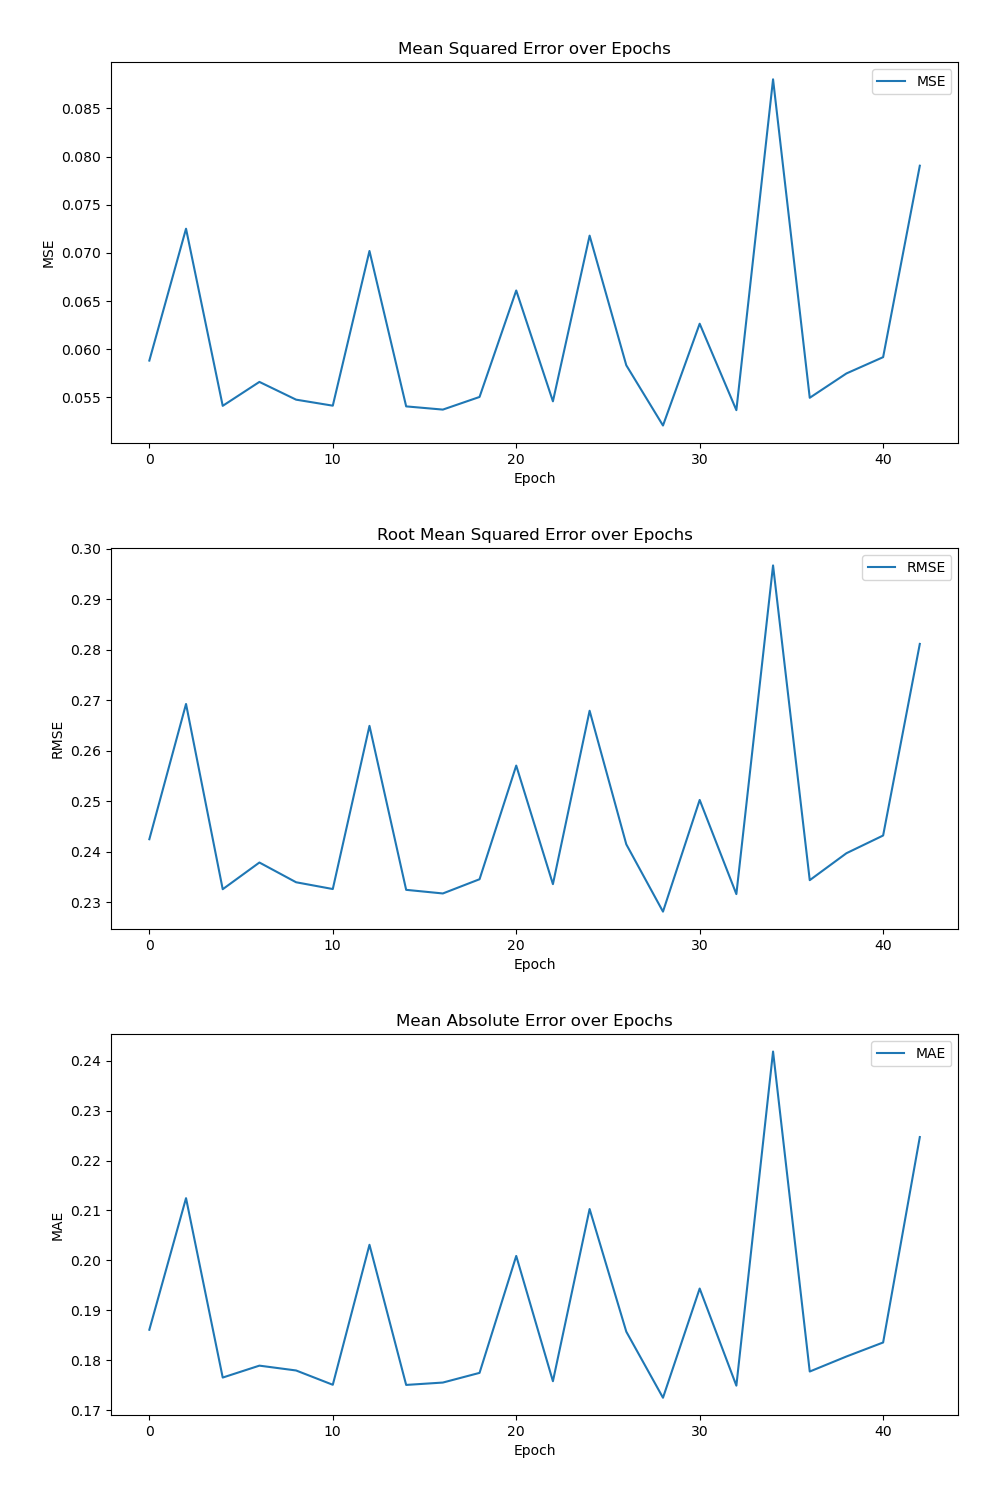 Mean Squared Error over Epochs
MSE
0.085
0.080
0.075
0.070
0.065
0.060
0.055
MSE
0 10 20 30 40
Epoch
Root Mean Squared Error over Epochs
RMSE
0.30
0.29
0.28
0.27
0.26
0.25
0.24
0.23
RMSE
0 10 20 30 40
Epoch
Mean Absolute Error over Epochs
MAE
0.24
0.23
0.22
0.21
0.20
0.19
0.18
0.17
MAE
0 10 20 30 40
Epoch